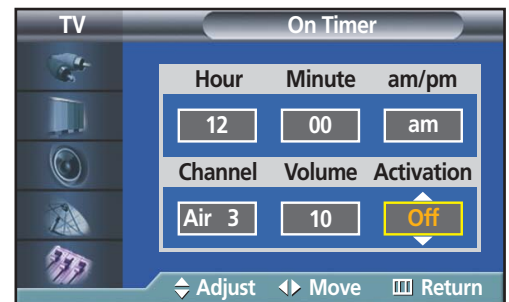 TV On Timer
Hour Minute am/pm
12 00 am
Channel Volume Activation
Air 3 10 Off
Adjust Move Return